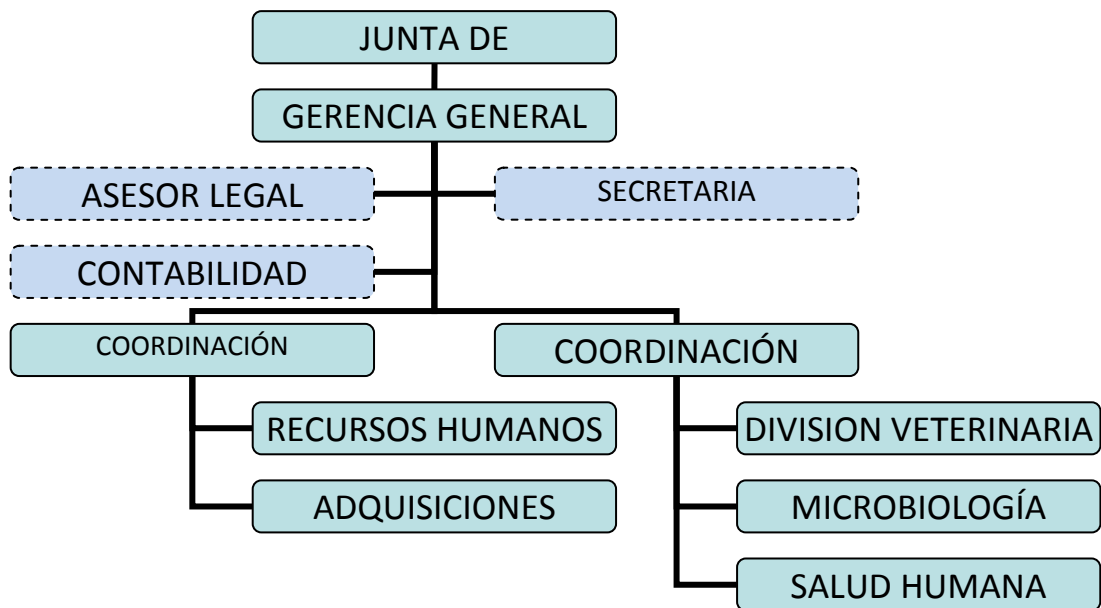 JUNTA DE
GERENCIA GENERAL
ASESOR LEGAL
SECRETARIA
CONTABILIDAD
COORDINACIÓN
COORDINACIÓN
RECURSOS HUMANOS
DIVISION VETERINARIA
ADQUISICIONES
MICROBIOLOGÍA
SALUD HUMANA